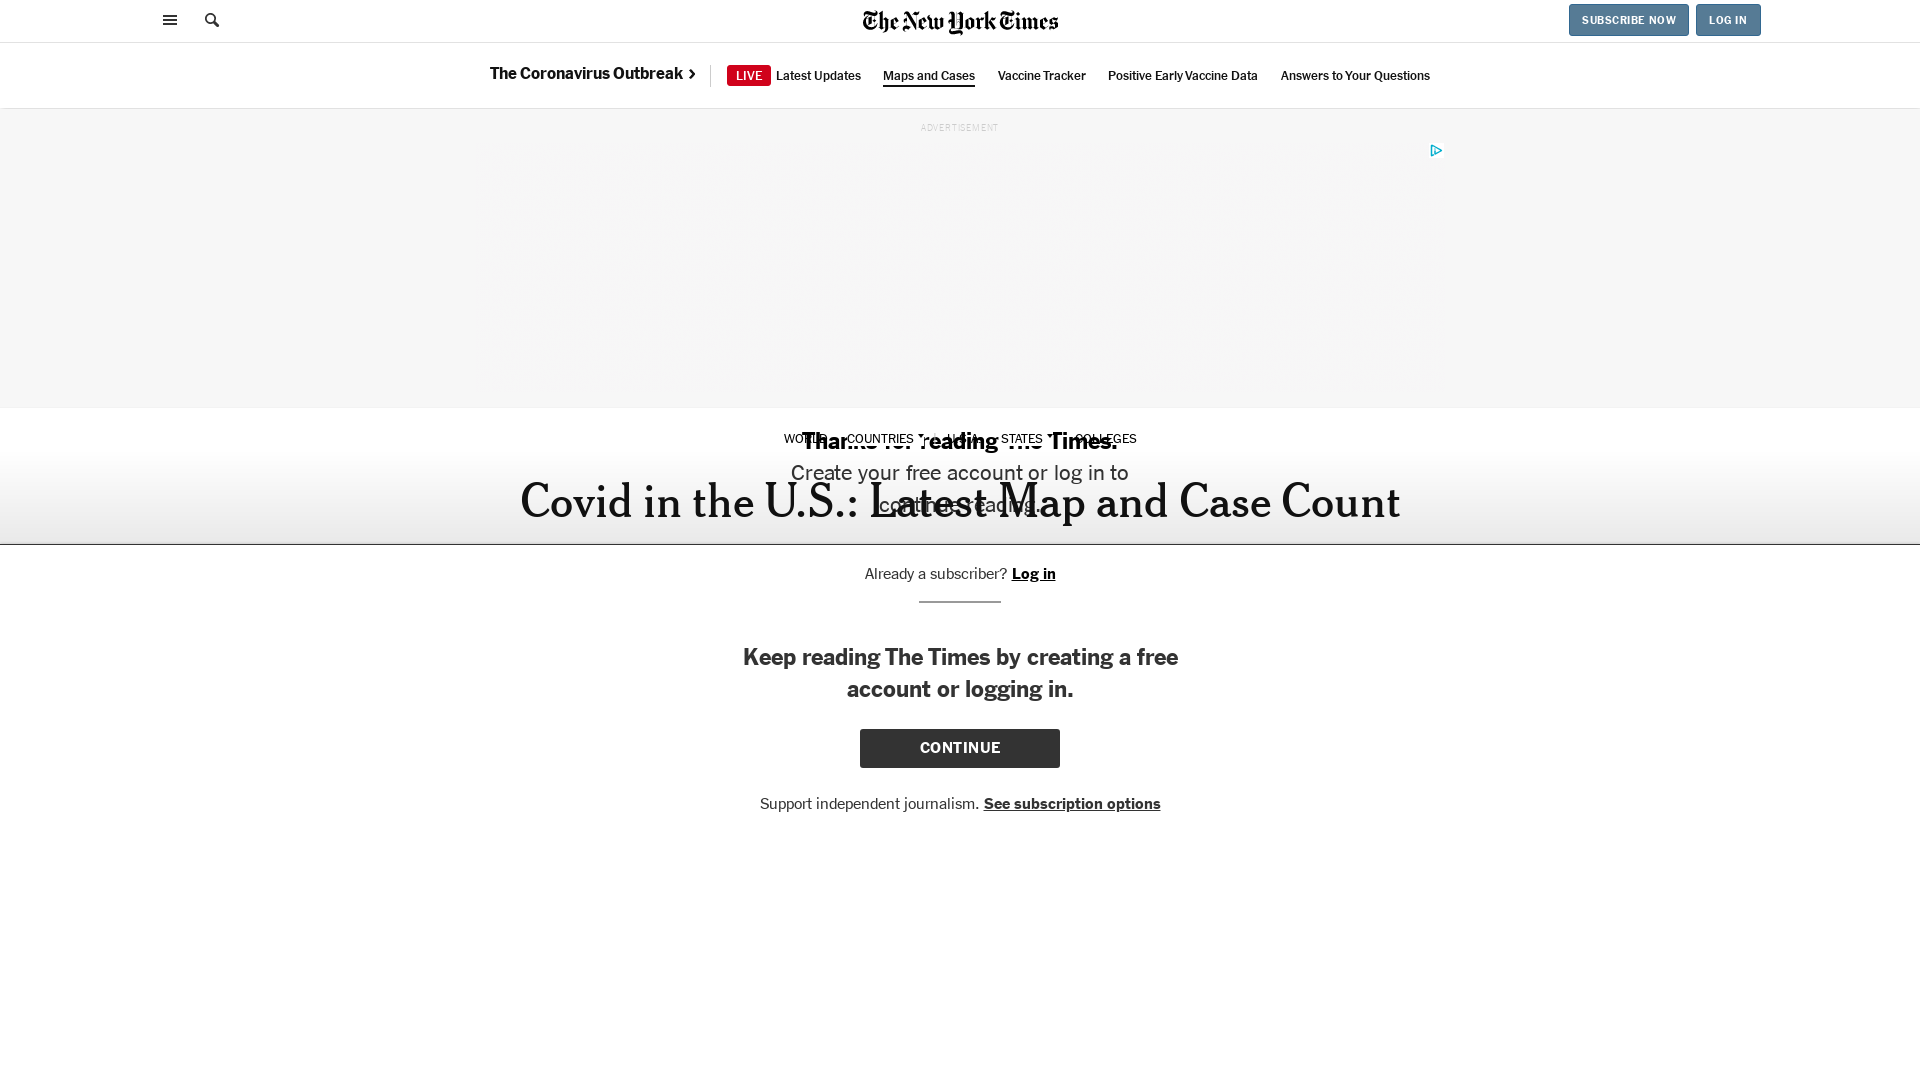 The New York Times
SUBSCRIBE NOW
LOG IN
The Coronavirus Outbreak
LIVE Latest Updates
Maps and Cases
Vaccine Tracker
Positive Early Vaccine Data
Answers to Your Questions
ADVERTISEMENT
WORLD COUNTRIES U.S.A. STATES COLLEGES
Thanks for reading The Times.
Create your free account or log in to
continue reading.
Covid in the U.S.: Latest Map and Case Count
Already a subscriber? Log in
Keep reading The Times by creating a free
account or logging in.
CONTINUE
Support independent journalism. See subscription options